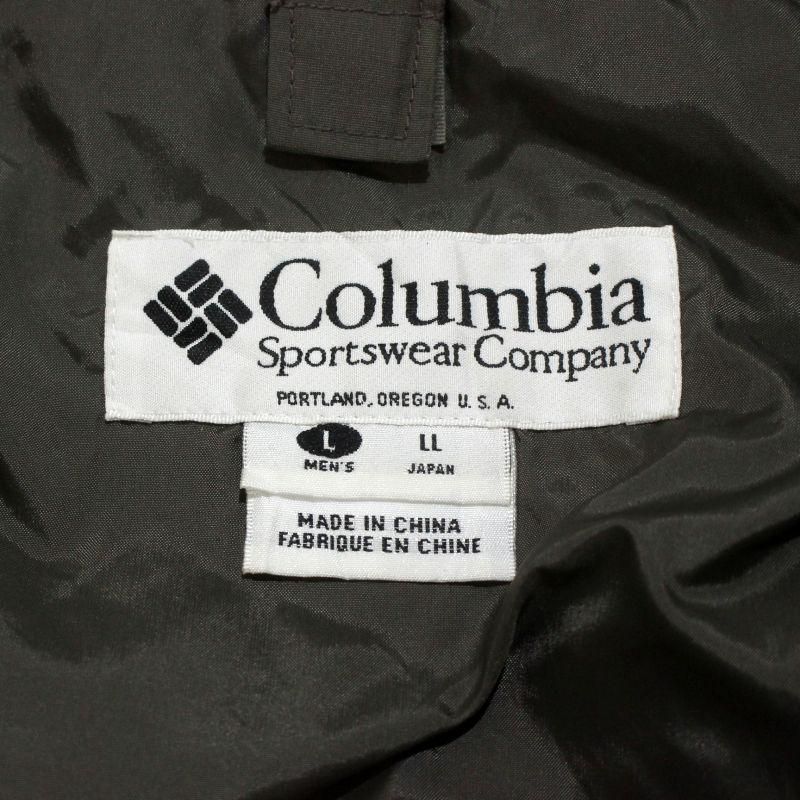 Columbia
Sportswear Company
PORTLAND, OREGON U.S.A.
L LL
MEN'S JAPAN
MADE IN CHINA
FABRIQUE EN CHINE